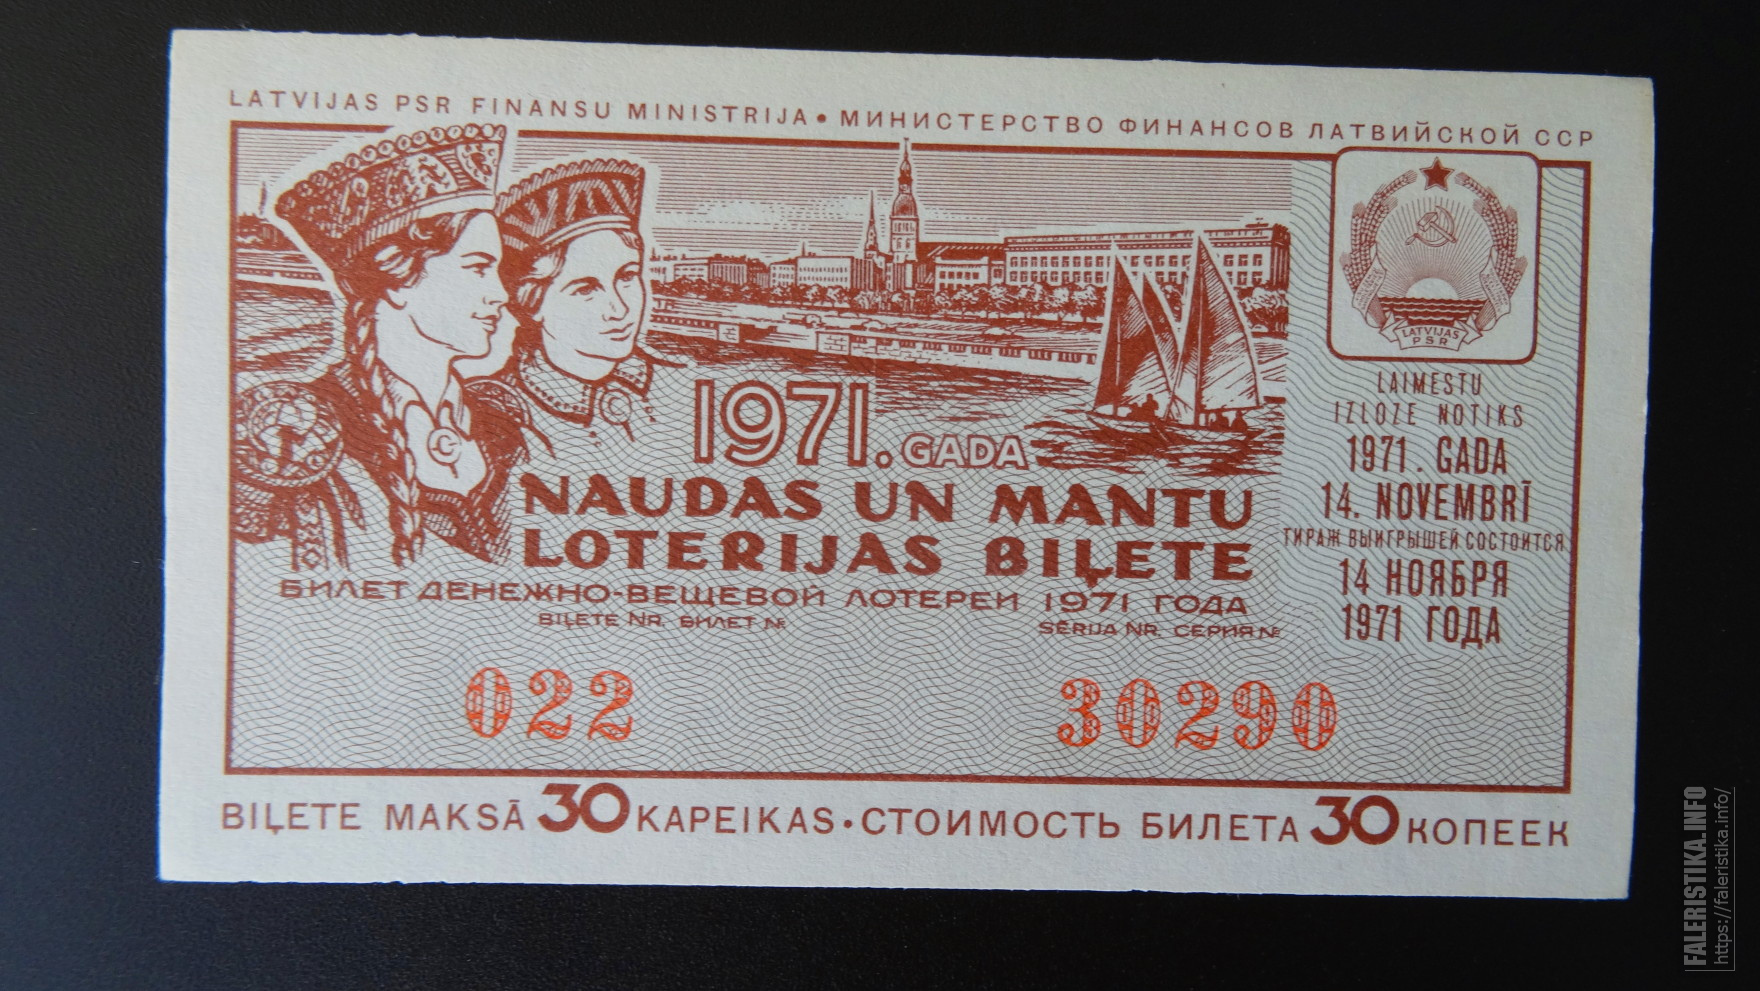 LATVIJAS PSR FINANSU MINISTRIJA • МИНИСТЕРСТВО ФИНАНСОВ ЛАТВИЙСКОЙ ССР
LATVIJAS
PSR
1971. GADA
NAUDAS UN MANTU
LOTERIJAS BIĻETE
БИЛЕТ ДЕНЕЖНО-ВЕЩЕВОЙ ЛОТЕРЕИ 1971 ГОДА
BIĻETE NR. БИЛЕТ №
SĒRIJA NR. СЕРИЯ №
022
30290
LAIMESTU
IZLOZE NOTIKS
1971. GADA
14. NOVEMBRĪ
ТИРАЖ ВЫИГРЫШЕЙ СОСТОИТСЯ
14 НОЯБРЯ
1971 ГОДА
BIĻETE MAKSĀ 30 KAPEIKAS • СТОИМОСТЬ БИЛЕТА 30 КОПЕЕК
FALERISTIKA.INFO
https://faleristika.info/